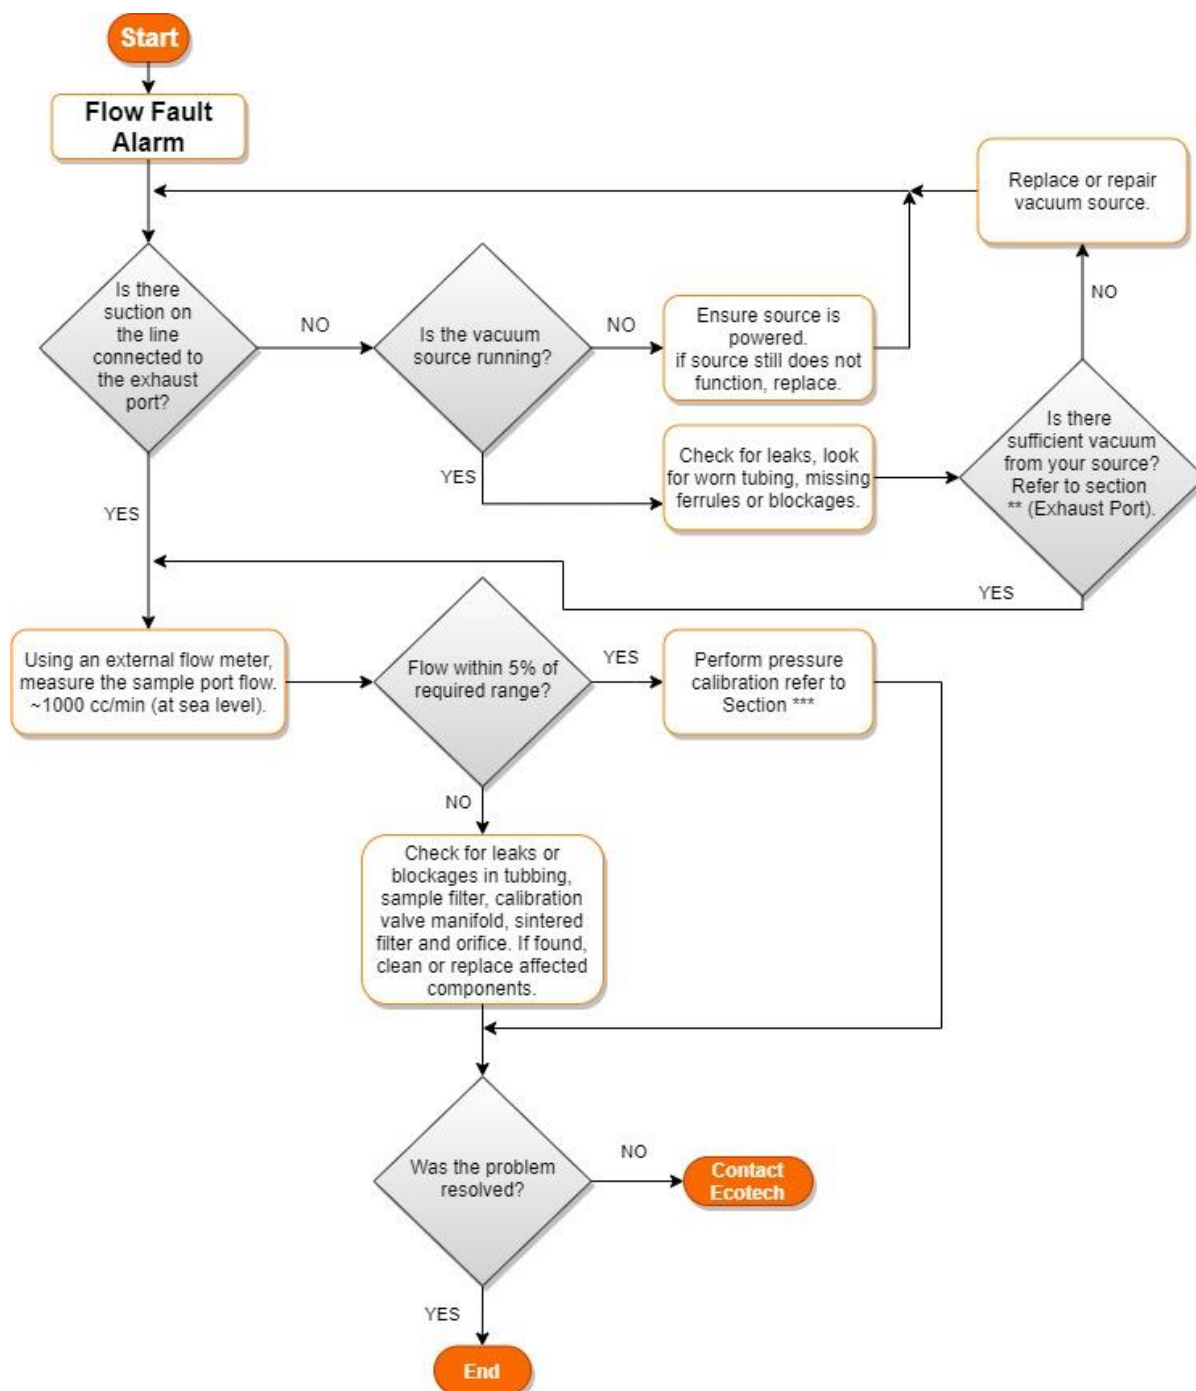 Start
Flow Fault
Alarm
Replace or repair
vacuum source.
Is there
suction on
the line
connected to
the exhaust
port?
NO
Is the vacuum
source running?
NO
Ensure source is
powered.
if source still does not
function, replace.
NO
YES
Check for leaks, look
for worn tubing, missing
ferrules or blockages.
Is there
sufficient vacuum
from your source?
Refer to section
** (Exhaust Port).
YES
YES
Using an external flow meter,
measure the sample port flow.
~1000 cc/min (at sea level).
Flow within 5% of
required range?
YES
Perform pressure
calibration refer to
Section ***
NO
Check for leaks or
blockages in tubbing,
sample filter, calibration
valve manifold, sintered
filter and orifice. If found,
clean or replace affected
components.
Was the problem
resolved?
NO
Contact
Ecotech
YES
End